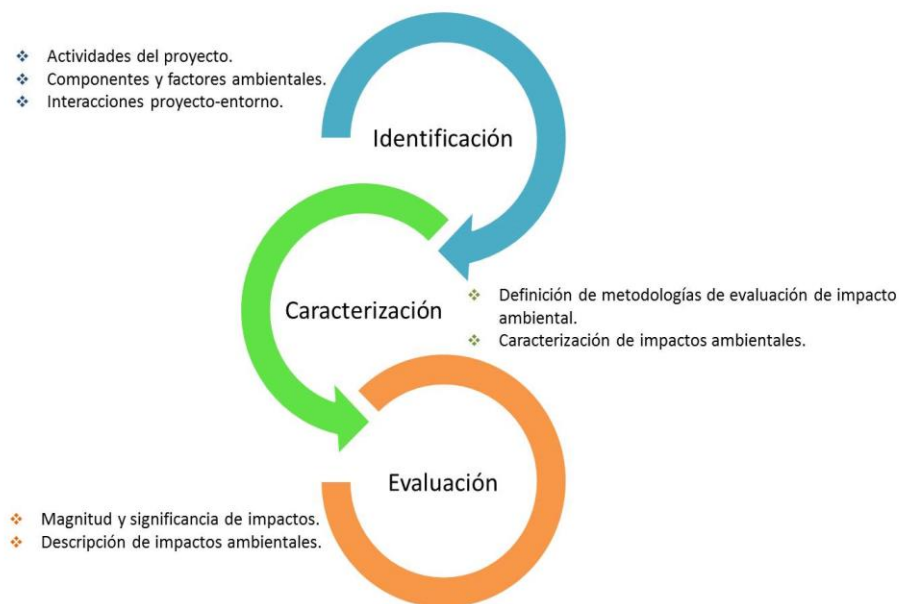 ❖ Actividades del proyecto.
❖ Componentes y factores ambientales.
❖ Interacciones proyecto-entorno.
Identificación
Caracterización
❖ Definición de metodologías de evaluación de impacto
ambiental.
❖ Caracterización de impactos ambientales.
Evaluación
❖ Magnitud y significancia de impactos.
❖ Descripción de impactos ambientales.